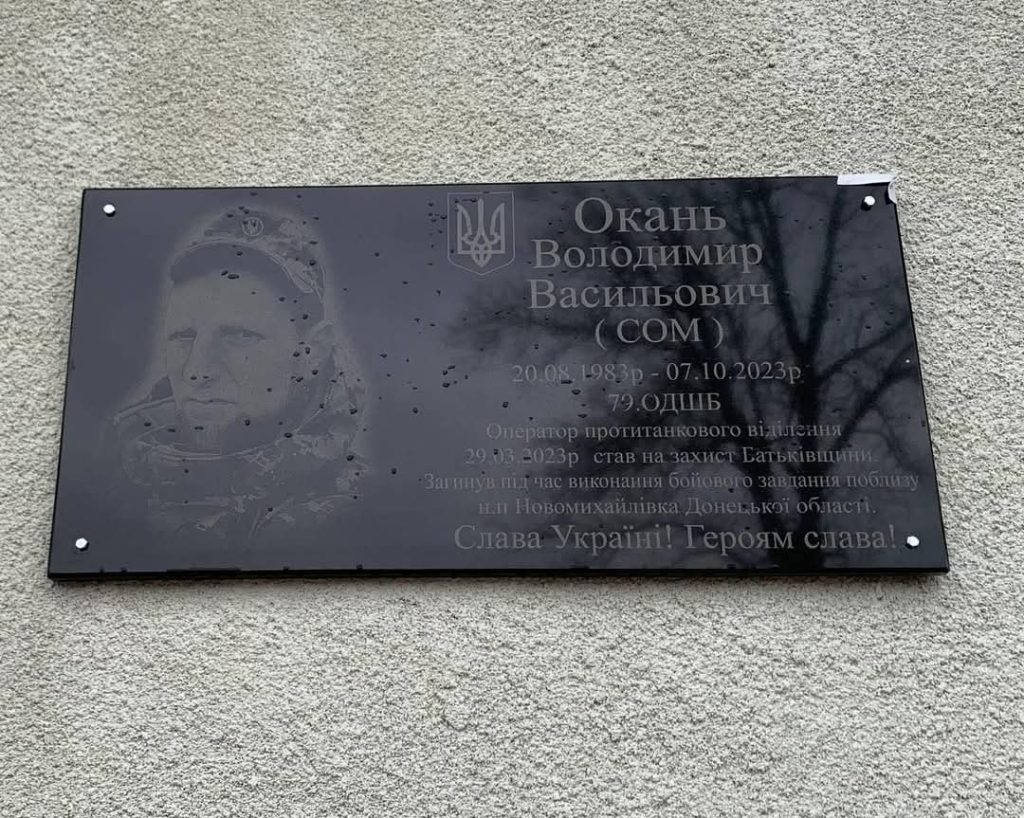 Окань
Володимир
Васильович
( СОМ )
20.08.1983р - 07.10.2023р
79.ОДШБ
Оператор протитанкового віділення
29.03.2023р став на захист Батьківщини.
Загинув під час виконання бойового завдання поблизу
н.п Новомихайлівка Донецької області.
Слава Україні! Героям слава!